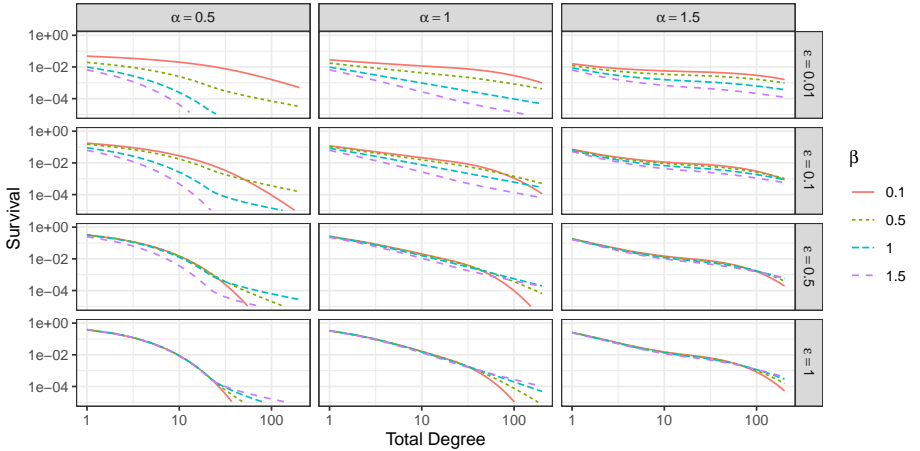 α = 0.5
α = 1
α = 1.5
1e+00
1e−02
1e−04
ε = 0.01
1e+00
1e−02
1e−04
ε = 0.1
1e+00
1e−02
1e−04
ε = 0.5
1e+00
1e−02
1e−04
ε = 1
Survival
1
10
100
1
10
100
1
10
100
Total Degree
β
0.1
0.5
1
1.5